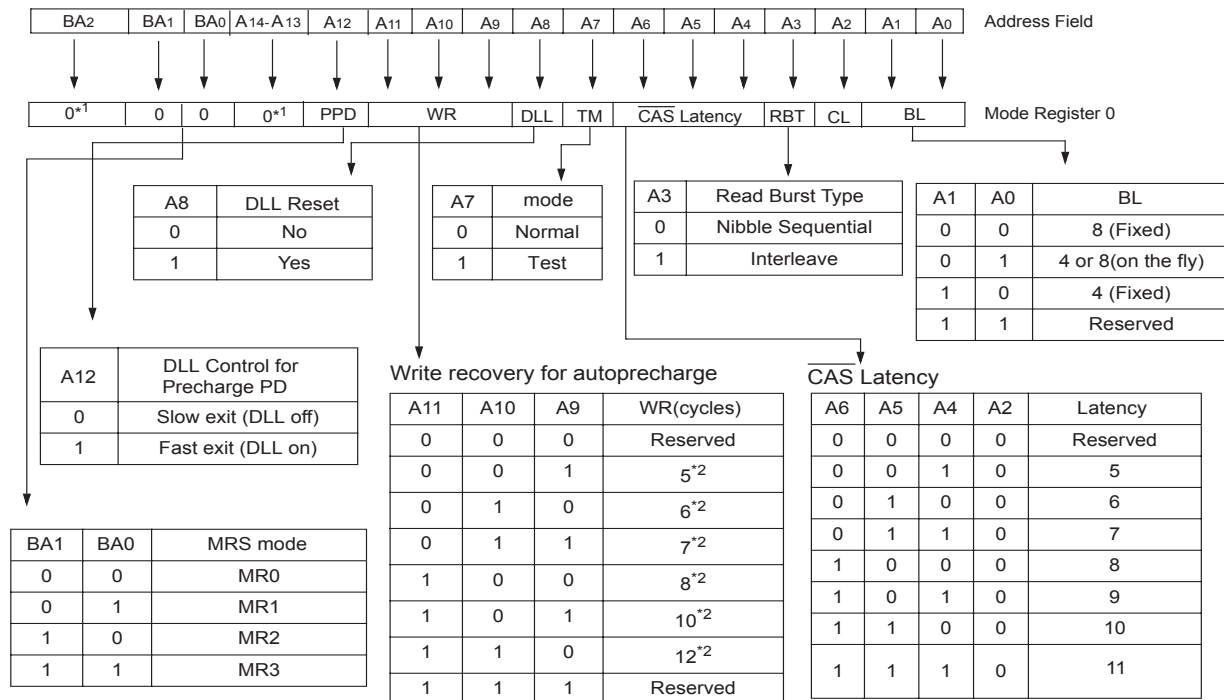 BA2 BA1 BA0 A14-A13 A12 A11 A10 A9 A8 A7 A6 A5 A4 A3 A2 A1 A0 Address Field
0*1 0 0 0*1 PPD WR DLL TM CAS Latency RBT CL BL Mode Register 0
A8 DLL Reset
0 No
1 Yes
A7 mode
0 Normal
1 Test
A3 Read Burst Type
0 Nibble Sequential
1 Interleave
A1 A0 BL
0 0 8 (Fixed)
0 1 4 or 8(on the fly)
1 0 4 (Fixed)
1 1 Reserved
A12 DLL Control for
Precharge PD
0 Slow exit (DLL off)
1 Fast exit (DLL on)
Write recovery for autoprecharge
A11 A10 A9 WR(cycles)
0 0 0 Reserved
0 0 1 5*2
0 1 0 6*2
0 1 1 7*2
1 0 0 8*2
1 0 1 10*2
1 1 0 12*2
1 1 1 Reserved
CAS Latency
A6 A5 A4 A2 Latency
0 0 0 0 Reserved
0 0 1 0 5
0 1 0 0 6
0 1 1 0 7
1 0 0 0 8
1 0 1 0 9
1 1 0 0 10
1 1 1 0 11
BA1 BA0 MRS mode
0 0 MR0
0 1 MR1
1 0 MR2
1 1 MR3